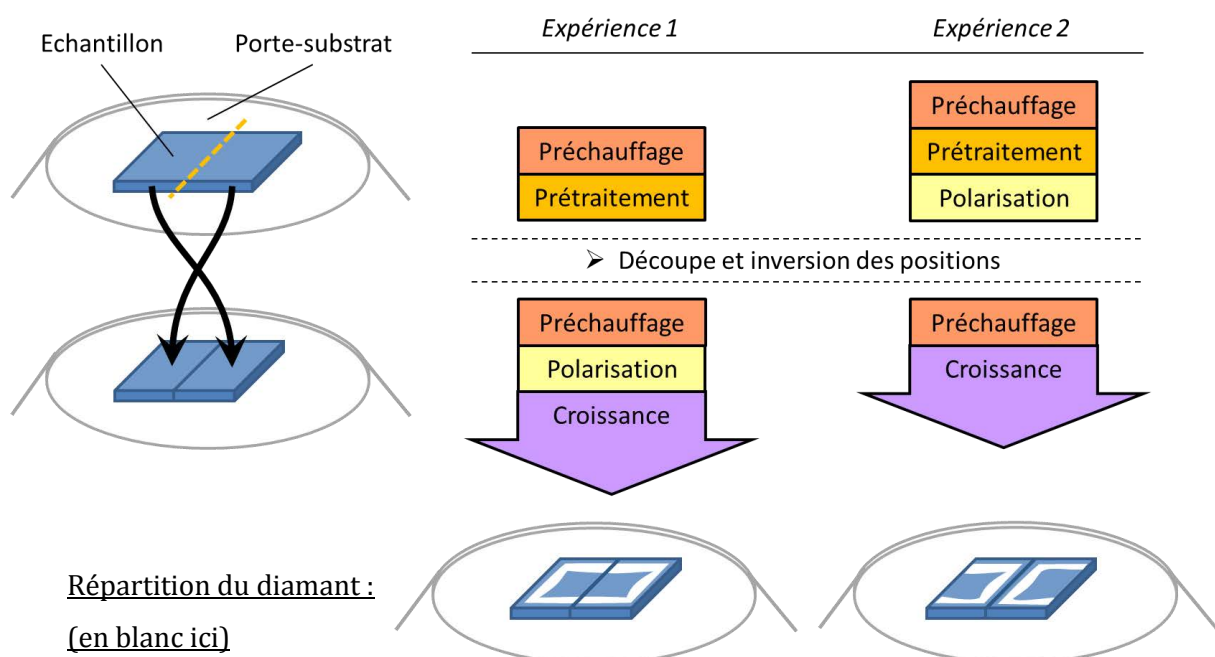 Expérience 1
Expérience 2
Echantillon
Porte-substrat
Préchauffage
Prétraitement
Préchauffage
Prétraitement
Polarisation
➢ Découpe et inversion des positions
Préchauffage
Polarisation
Croissance
Préchauffage
Croissance
Répartition du diamant :
(en blanc ici)